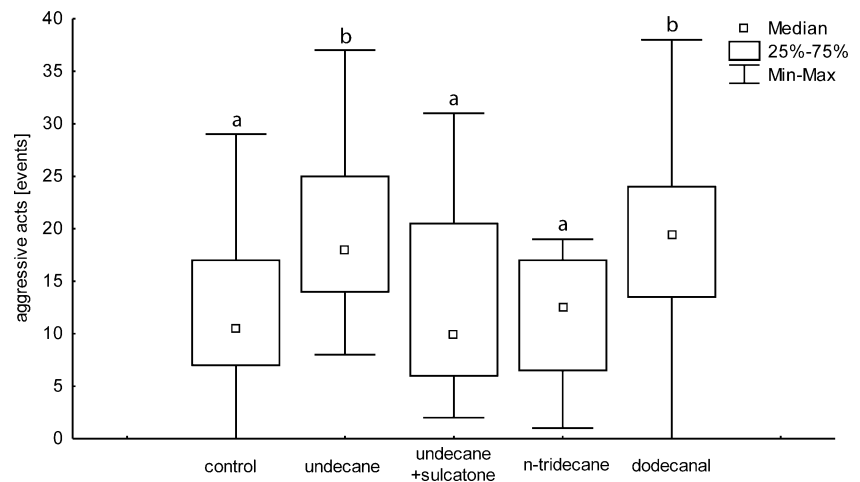 40
35
30
25
20
15
10
5
0
aggressive acts [events]
a
b
a
a
b
Median
25%-75%
Min-Max
control
undecane
undecane
+sulcatone
n-tridecane
dodecanal